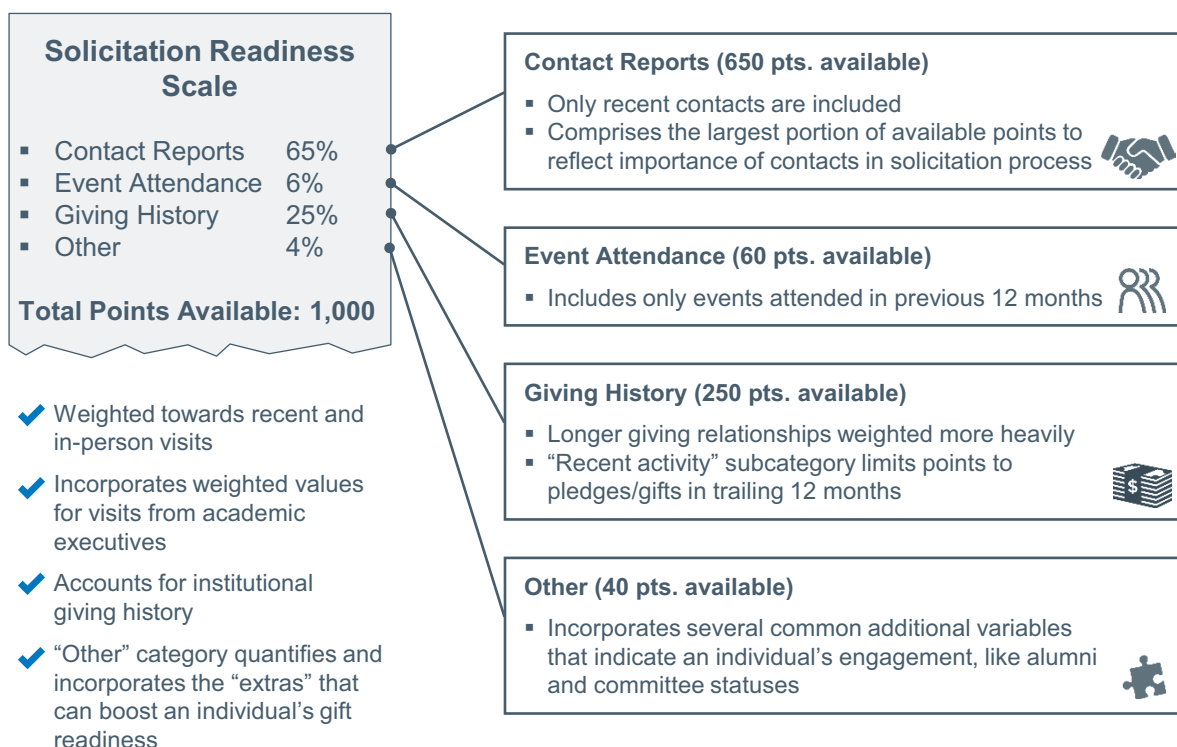 Solicitation Readiness
Scale
▪ Contact Reports 65%
▪ Event Attendance 6%
▪ Giving History 25%
▪ Other 4%
Total Points Available: 1,000
Weighted towards recent and
in-person visits
Incorporates weighted values
for visits from academic
executives
Accounts for institutional
giving history
“Other” category quantifies and
incorporates the “extras” that
can boost an individual’s gift
readiness
Contact Reports (650 pts. available)
▪ Only recent contacts are included
▪ Comprises the largest portion of available points to
reflect importance of contacts in solicitation process
Event Attendance (60 pts. available)
▪ Includes only events attended in previous 12 months
Giving History (250 pts. available)
▪ Longer giving relationships weighted more heavily
▪ “Recent activity” subcategory limits points to
pledges/gifts in trailing 12 months
$
Other (40 pts. available)
▪ Incorporates several common additional variables
that indicate an individual’s engagement, like alumni
and committee statuses